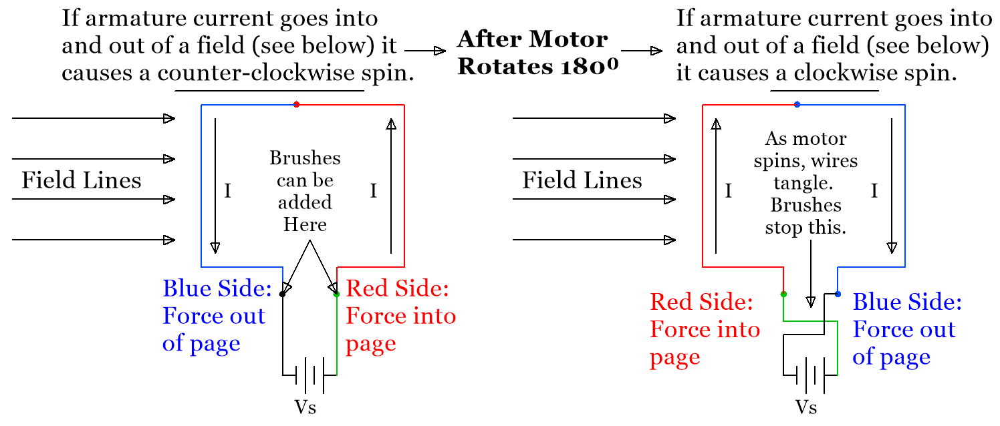 If armature current goes into
and out of a field (see below) it
causes a counter-clockwise spin.
After Motor
Rotates 180⁰
If armature current goes into
and out of a field (see below)
it causes a clockwise spin.
Field Lines
I
Brushes
can be
added
Here
I
Blue Side:
Force out
of page
Red Side:
Force into
page
Vs
Field Lines
I
As motor
spins, wires
tangle.
Brushes
stop this.
I
Red Side:
Force into
page
Blue Side:
Force out
of page
Vs